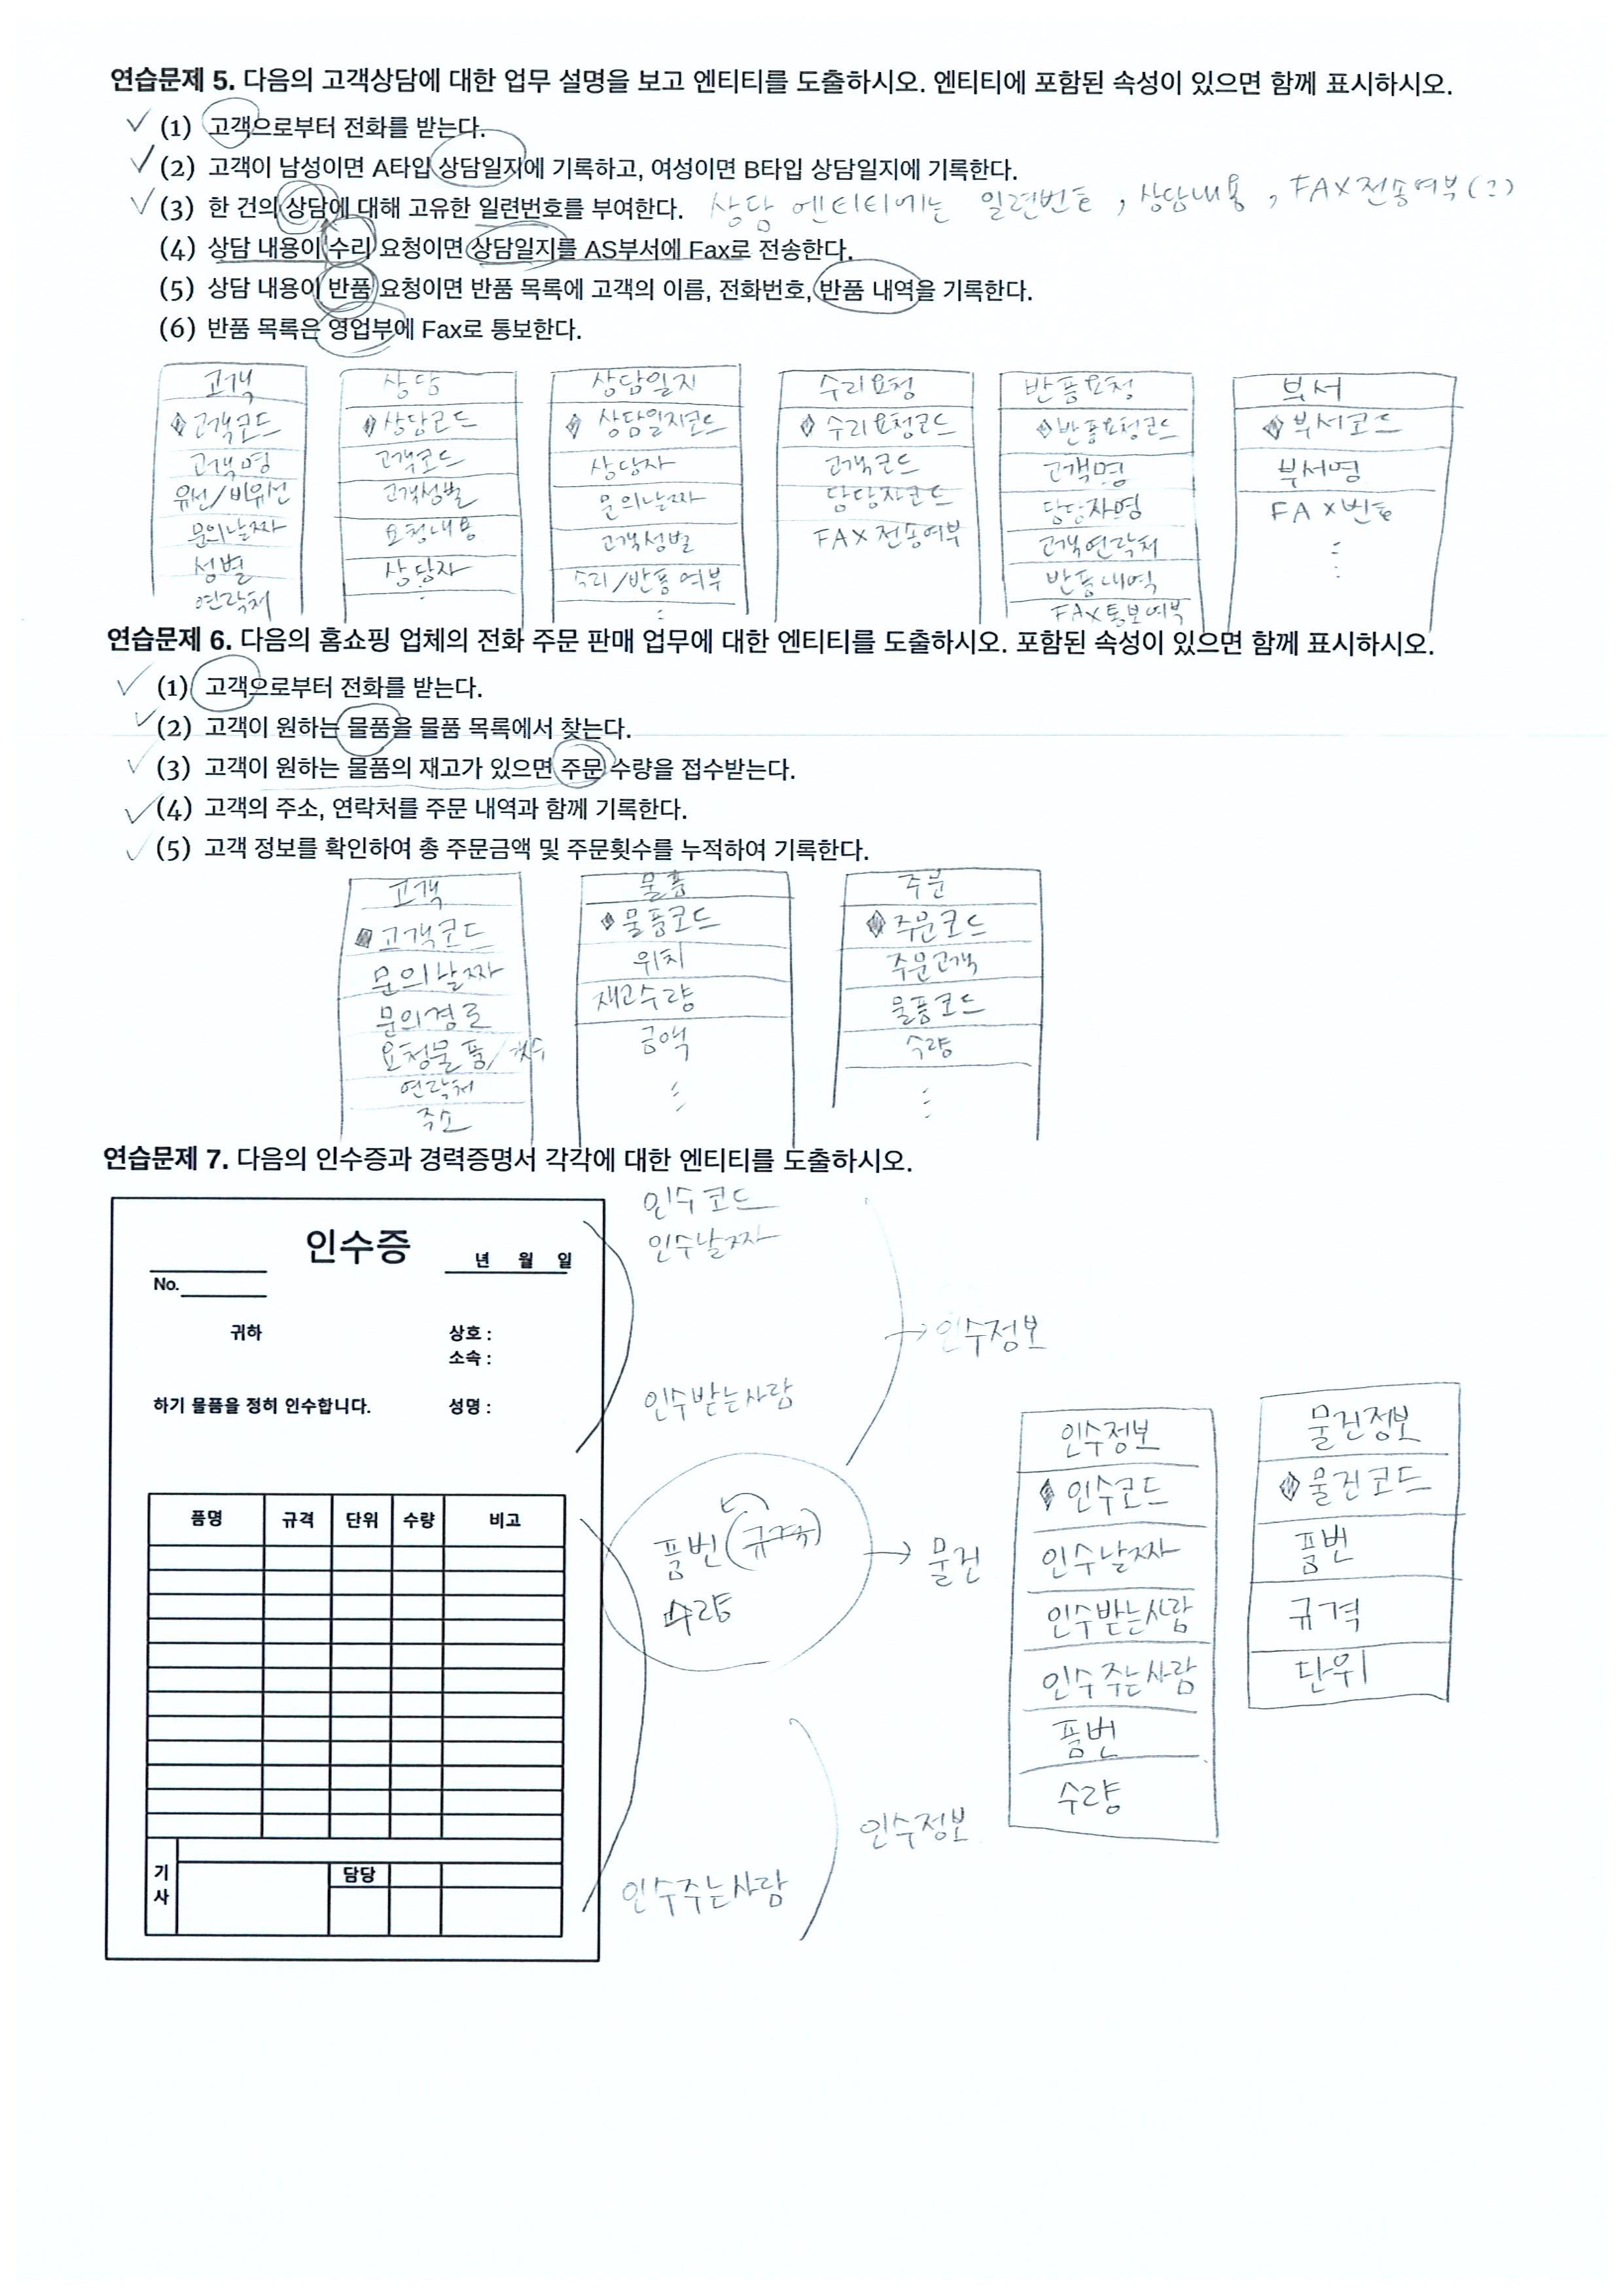 연습문제 5. 다음의 고객상담에 대한 업무 설명을 보고 엔티티를 도출하시오. 엔티티에 포함된 속성이 있으면 함께 표시하시오.
(1) 고객으로부터 전화를 받는다.
(2) 고객이 남성이면 A타입 상담일지에 기록하고, 여성이면 B타입 상담일지에 기록한다.
(3) 한 건의 상담에 대해 고유한 일련번호를 부여한다. 상담 엔티티에는 일련번호, 상담내용, FAX전송여부(?)
(4) 상담 내용이 수리 요청이면 상담일지를 AS부서에 Fax로 전송한다.
(5) 상담 내용이 반품 요청이면 반품 목록에 고객의 이름, 전화번호, 반품 내역을 기록한다.
(6) 반품 목록은 영업부에 Fax로 통보한다.
고객
고객코드
고객명
유선/비유선
문의날짜
성별
연락처
상담
상담코드
고객코드
고객성별
요청내용
상담자
상담일지
상담일지코드
상담자
문의날짜
고객성별
수리/반품 여부
수리요청
수리요청코드
고객코드
담당자코드
FAX 전송여부
반품요청
반품요청코드
고객명
담당자명
고객연락처
반품내역
FAX통보여부
부서
부서코드
부서명
FAX번호
연습문제 6. 다음의 홈쇼핑 업체의 전화 주문 판매 업무에 대한 엔티티를 도출하시오. 포함된 속성이 있으면 함께 표시하시오.
(1) 고객으로부터 전화를 받는다.
(2) 고객이 원하는 물품을 물품 목록에서 찾는다.
(3) 고객이 원하는 물품의 재고가 있으면 주문 수량을 접수받는다.
(4) 고객의 주소, 연락처를 주문 내역과 함께 기록한다.
(5) 고객 정보를 확인하여 총 주문금액 및 주문횟수를 누적하여 기록한다.
고객
고객코드
문의날짜
문의경로
요청물품/개수
연락처
주소
물품
물품코드
위치
재고수량
금액
주문
주문코드
주문고객
물품코드
수량
연습문제 7. 다음의 인수증과 경력증명서 각각에 대한 엔티티를 도출하시오.
인수증
년 월 일
No.
귀하
상호 :
소속 :
하기 물품을 정히 인수합니다.
성명 :
품명 규격 단위 수량 비고
기사
담당
인수코드
인수날짜
인수받는사람
인수정보
품번(규격)
수량
물건
인수주는사람
인수정보
인수정보
인수코드
인수날짜
인수받는사람
인수 주는사람
품번
수량
물건정보
물건코드
품번
규격
단위